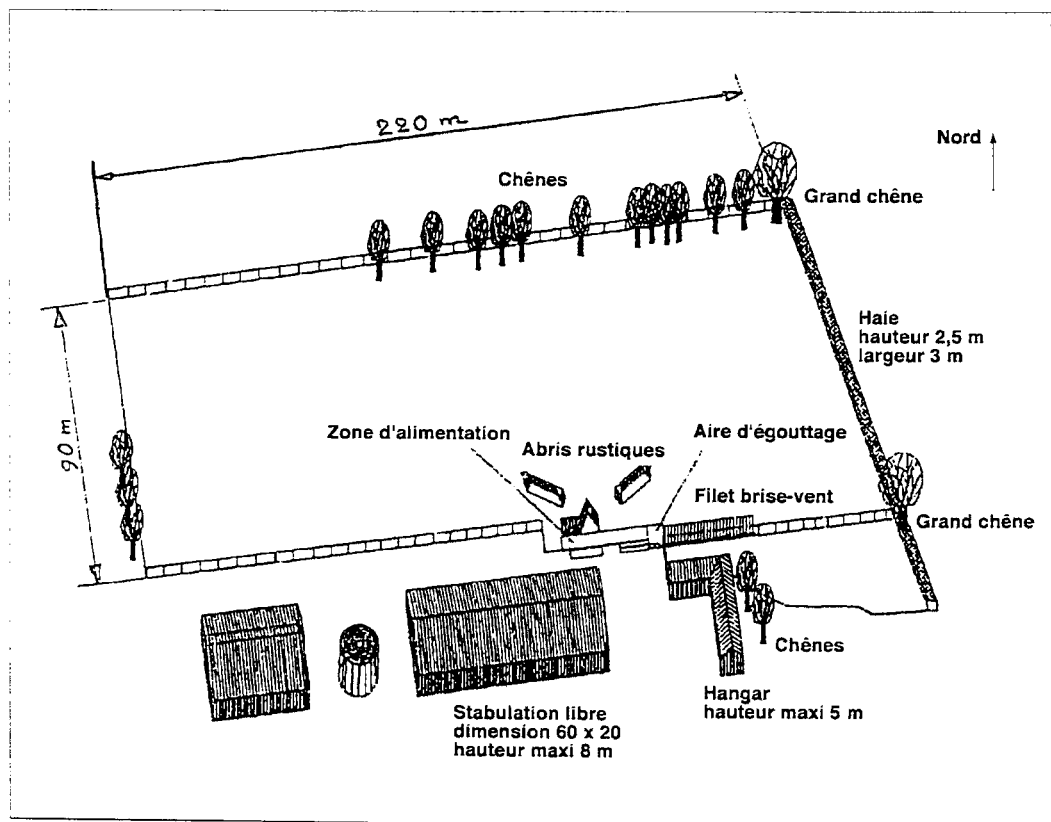 220 m
Nord
Chênes
Grand chêne
Haie
hauteur 2,5 m
largeur 3 m
90 m
Zone d'alimentation
Abris rustiques
Aire d'égouttage
Filet brise-vent
Grand chêne
Chênes
Hangar
hauteur maxi 5 m
Stabulation libre
dimension 60 x 20
hauteur maxi 8 m